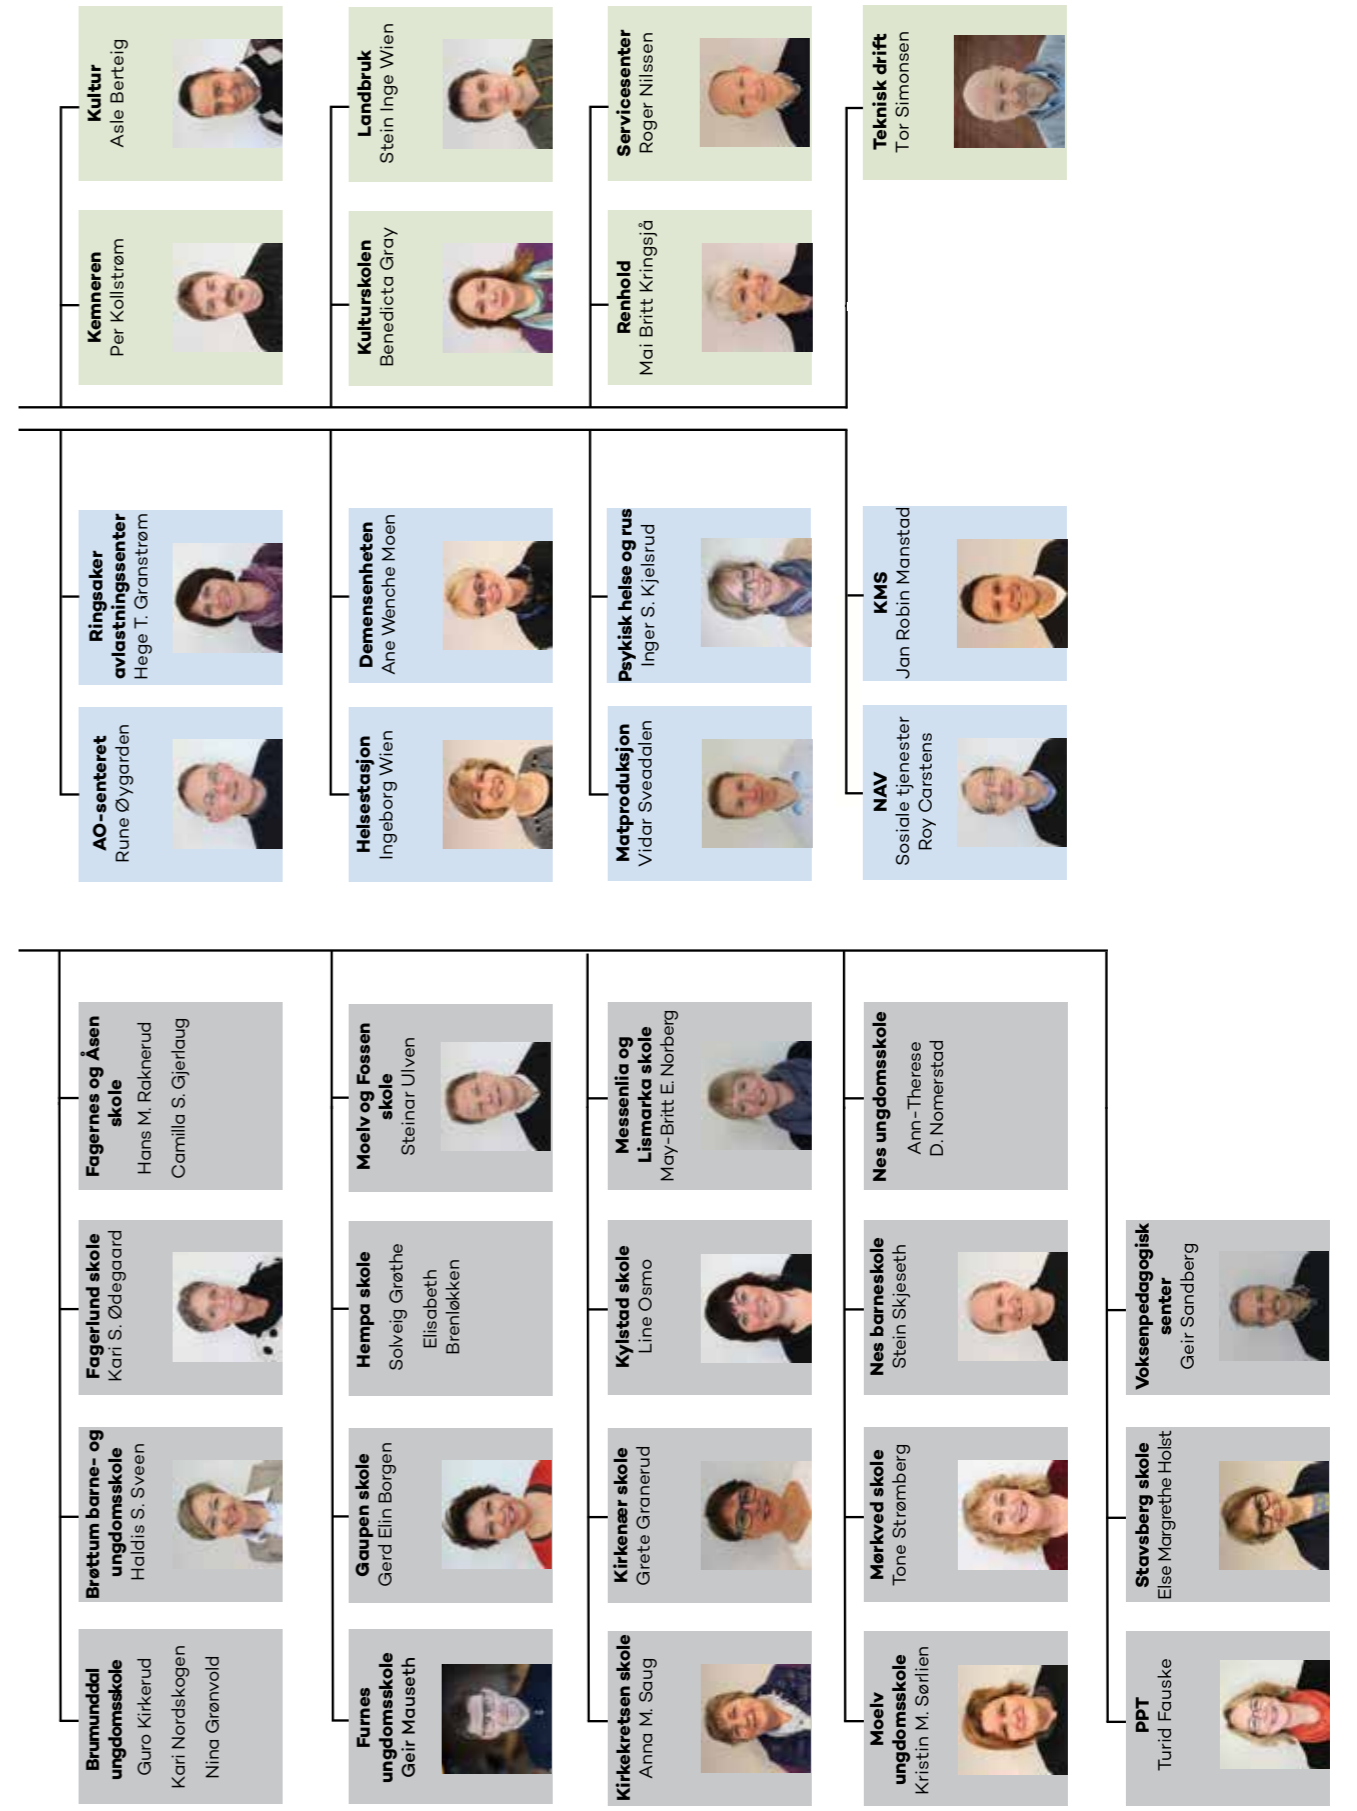 Brumunddal
ungdomsskole
Guro Kirkerud
Kari Nordskogen
Nina Grønvold
Brøttum barne- og
ungdomsskole
Haldis S. Sveen
Fagerlund skole
Kari S. Ødegaard
Fagernes og Åsen
skole
Hans M. Raknerud
Camilla S. Gjerlaug
AO-senteret
Rune Øygarden
Ringsaker
avlastningssenter
Hege T. Granstrøm
Kemneren
Per Kollstrøm
Kultur
Asle Berteig
Furnes
ungdomsskole
Geir Mauseth
Gaupen skole
Gerd Elin Borgen
Hempa skole
Solveig Grøthe
Elisabeth
Brenløkken
Moelv og Fossen
skole
Steinar Ulven
Helsestasjon
Ingeborg Wien
Demensenheten
Ane Wenche Moen
Kulturskolen
Benedicta Gray
Landbruk
Stein Inge Wien
Kirkekretsen skole
Anna M. Saug
Kirkenær skole
Grete Granerud
Kylstad skole
Line Osmo
Messenlia og
Lismarka skole
May-Britt E. Norberg
Matproduksjon
Vidar Sveadalen
Psykisk helse og rus
Inger S. Kjelsrud
Renhold
Mai Britt Kringsjå
Servicesenter
Roger Nilssen
Moelv
ungdomsskole
Kristin M. Sørlien
Mørkved skole
Tone Strømberg
Nes barneskole
Stein Skjeseth
Nes ungdomsskole
Ann-Therese
D. Nomerstad
NAV
Sosiale tjenester
Roy Carstens
KMS
Jan Robin Manstad
Teknisk drift
Tor Simonsen
PPT
Turid Fauske
Stavsberg skole
Else Margrethe Holst
Voksenpedagogisk
senter
Geir Sandberg